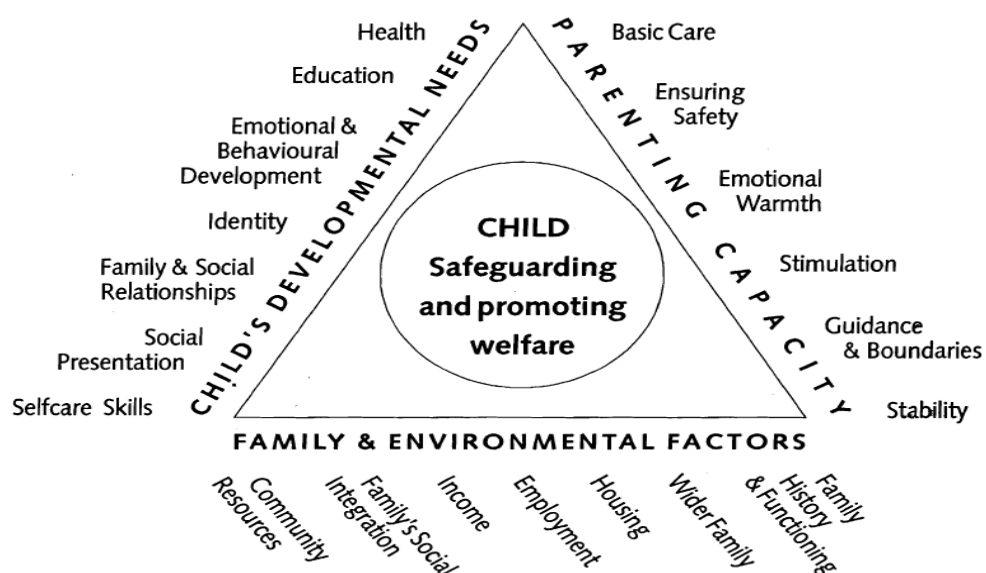 Health
Education
Emotional &
Behavioural
Development
Identity
Family & Social
Relationships
Social
Presentation
Selfcare Skills
CHILD'S DEVELOPMENTAL NEEDS
PARENTING CAPACITY
Basic Care
Ensuring
Safety
Emotional
Warmth
Stimulation
Guidance
& Boundaries
Stability
CHILD
Safeguarding
and promoting
welfare
FAMILY & ENVIRONMENTAL FACTORS
Community
Resources
Family's Social
Integration
Income
Employment
Housing
Wider Family
Family
History
& Functioning